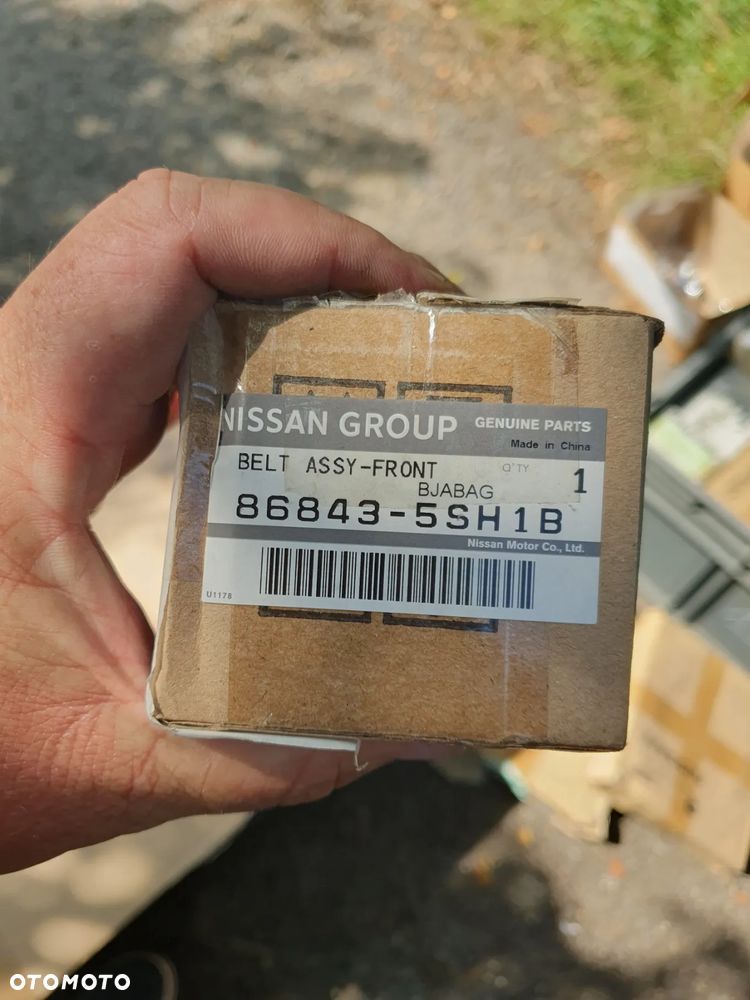 NISSAN GROUP GENUINE PARTS
Made in China
BELT ASSY-FRONT Q'TY 1
BJABAG
86843-5SH1B
Nissan Motor Co., Ltd.
U1178
OTOMOTO